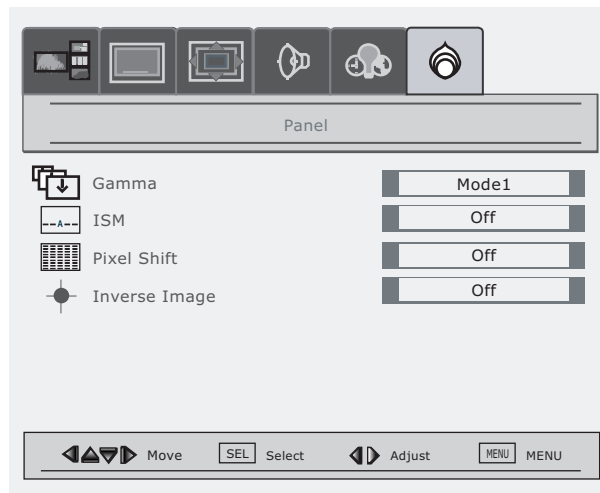 Panel
Gamma Mode1
ISM Off
Pixel Shift Off
Inverse Image Off
Move SEL Select Adjust MENU MENU